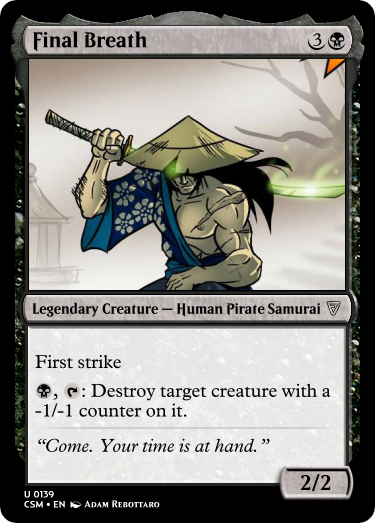 Final Breath 3
Legendary Creature — Human Pirate Samurai
First strike
, : Destroy target creature with a
-1/-1 counter on it.
“Come. Your time is at hand.”
2/2
U 0139
CSM • EN Adam Rebottaro